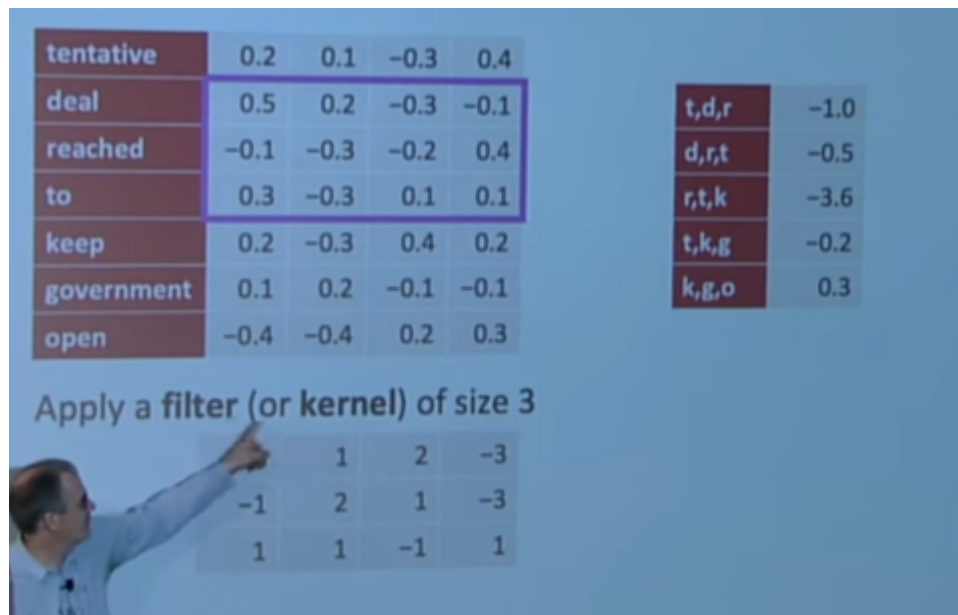 tentative 0.2 0.1 −0.3 0.4
deal 0.5 0.2 −0.3 −0.1
reached −0.1 −0.3 −0.2 0.4
to 0.3 −0.3 0.1 0.1
keep 0.2 −0.3 0.4 0.2
government 0.1 0.2 −0.1 −0.1
open −0.4 −0.4 0.2 0.3
t,d,r −1.0
d,r,t −0.5
r,t,k −3.6
t,k,g −0.2
k,g,o 0.3
Apply a filter (or kernel) of size 3
1 2 −3
−1 2 1 −3
1 1 −1 1